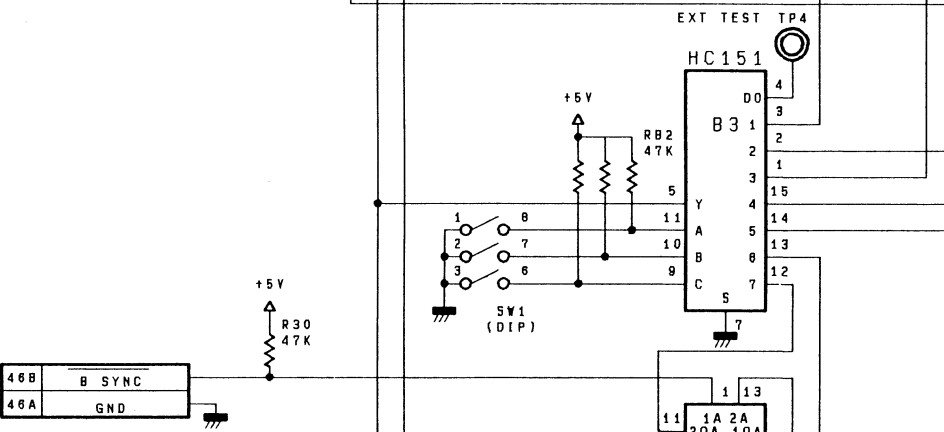 EXT TEST TP4
HC151
4
D0
+5V
3
B3 1
R82
2
2
47K
1
3
5
15
Y
4
1
8
11
14
A
5
2
7
10
13
B
6
3
6
9
12
C
7
+5V
S
SW1
(DIP)
R30
7
47K
46B
B SYNC
1 13
46A
GND
11
1A 2A